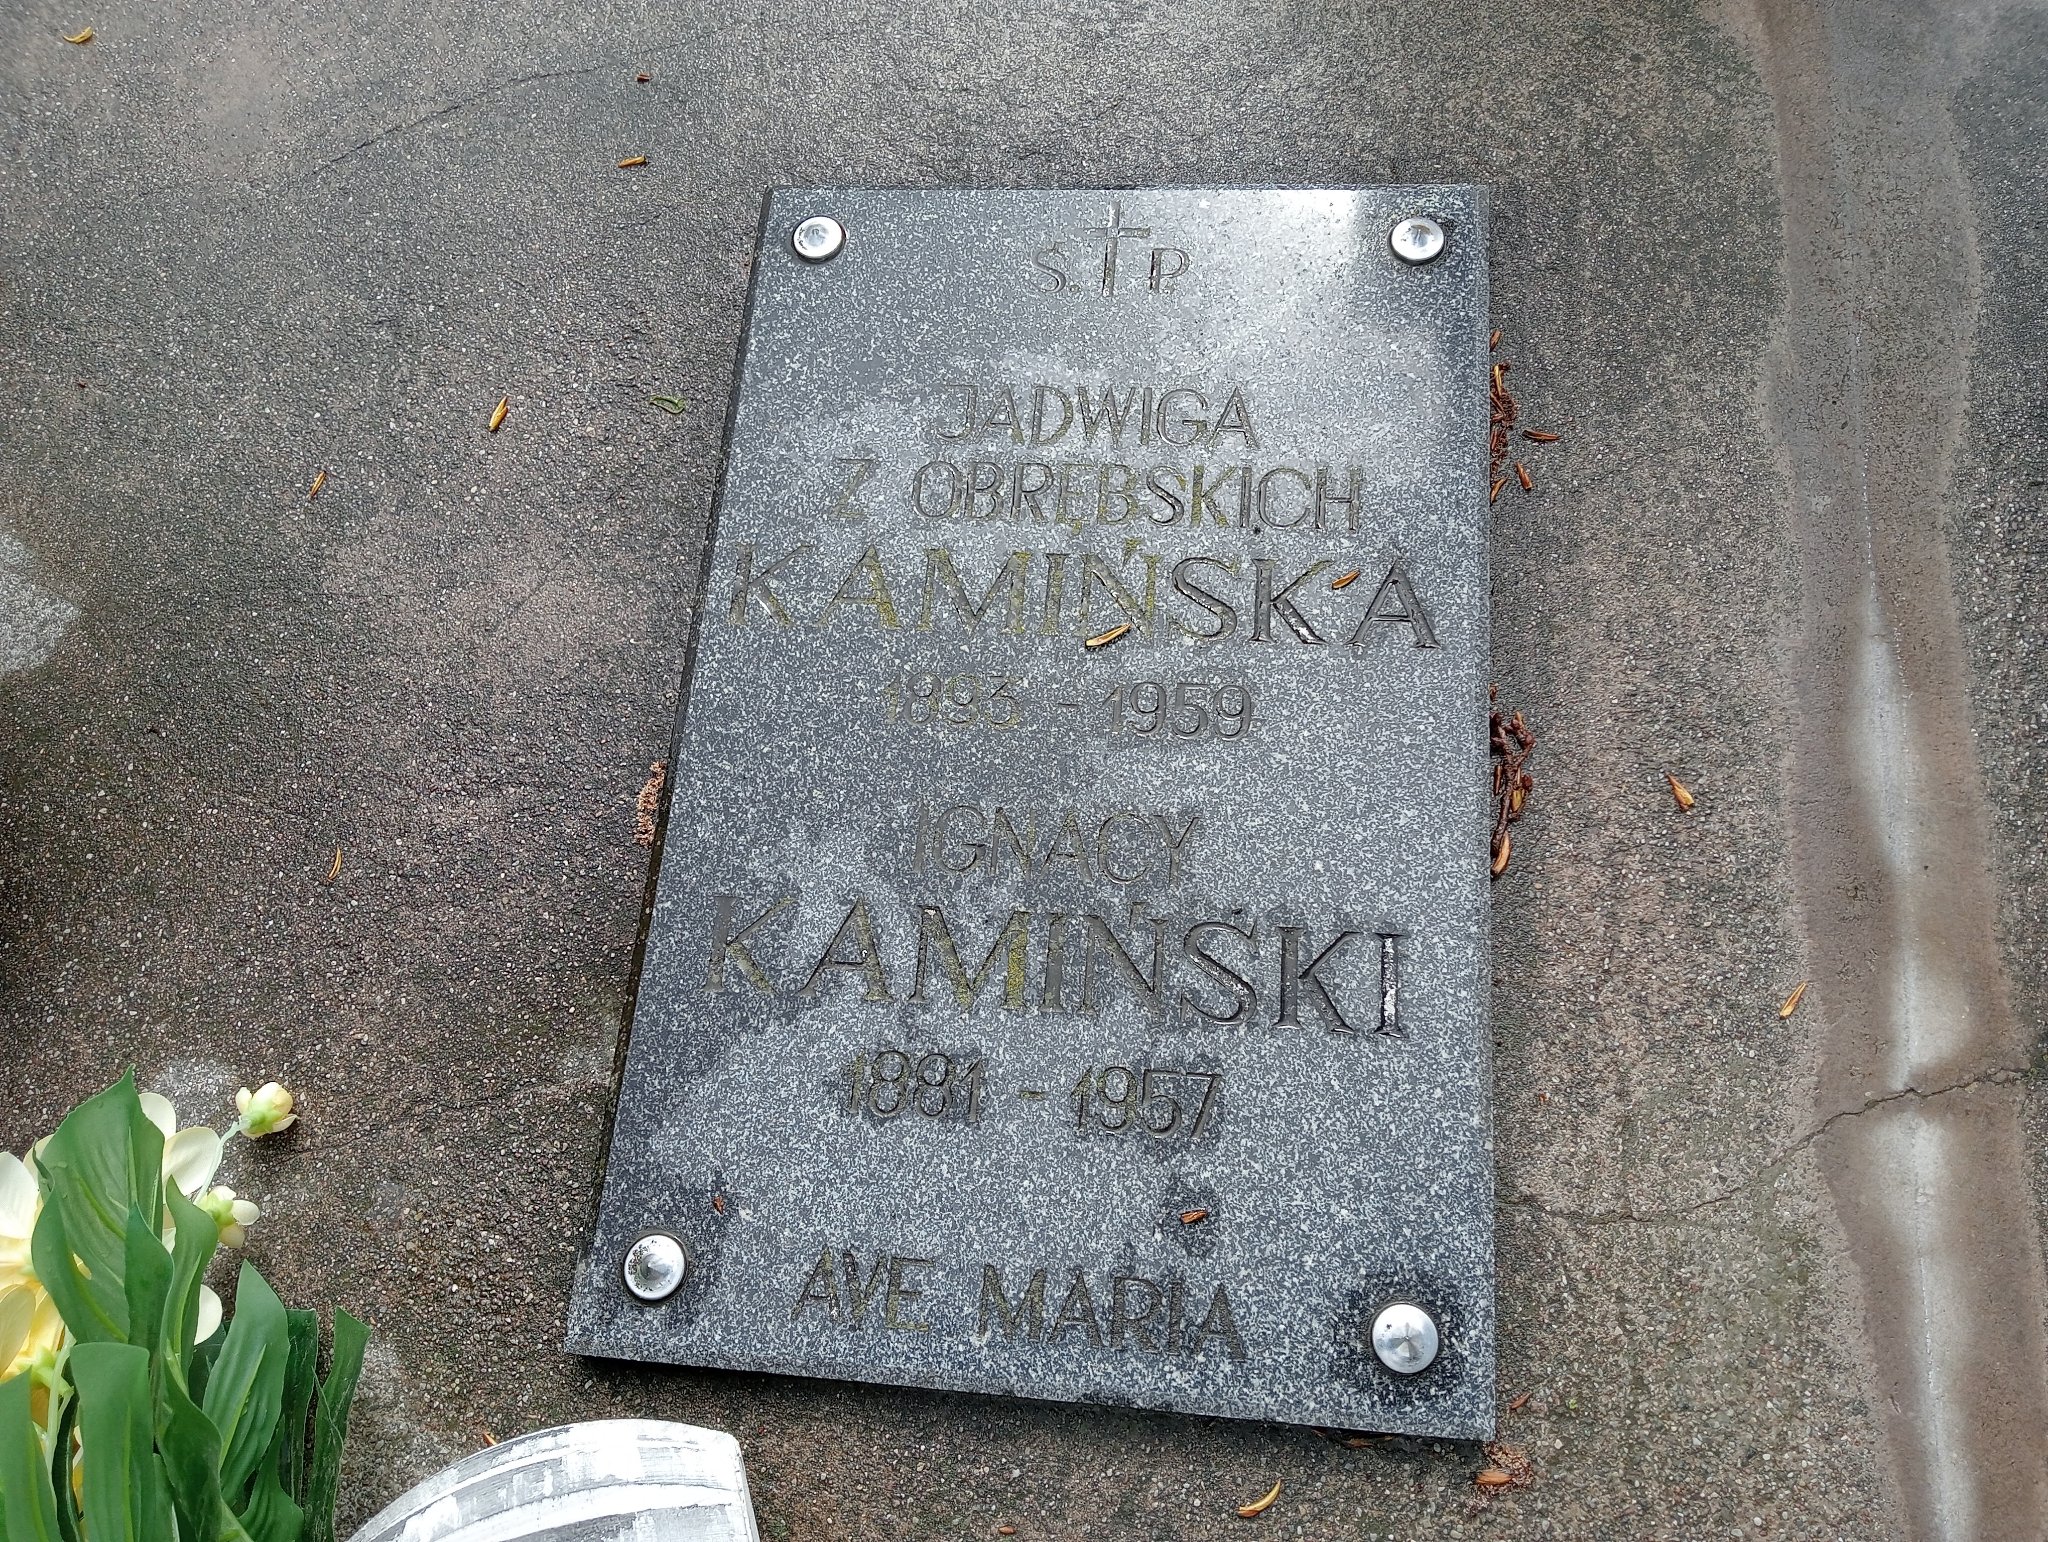 Ś. P.
JADWIGA
Z OBRĘBSKICH
KAMIŃSKA
1893 - 1959
IGNACY
KAMIŃSKI
1881 - 1957
AVE MARIA